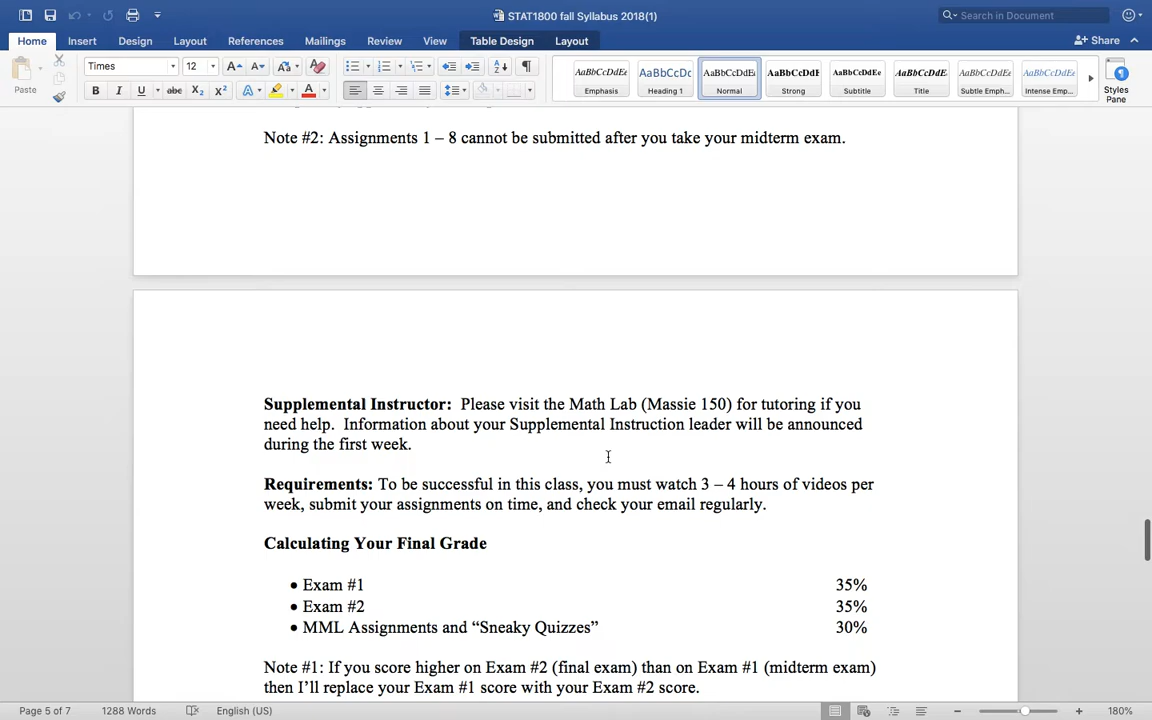 STAT1800 fall Syllabus 2018(1)
Search in Document
Home Insert Design Layout References Mailings Review View Table Design Layout
Share
Paste
Times 12
AaBbCcDdEe AaBbCcDc AaBbCcDdEe AaBbCcDdE AaBbCcDdEe AaBbCcDdE AaBbCcDdEe AaBbCcDdEe
Emphasis Heading 1 Normal Strong Subtitle Title Subtle Emph... Intense Emp...
Styles
Pane
Note #2: Assignments 1 – 8 cannot be submitted after you take your midterm exam.
Supplemental Instructor: Please visit the Math Lab (Massie 150) for tutoring if you
need help. Information about your Supplemental Instruction leader will be announced
during the first week.
Requirements: To be successful in this class, you must watch 3 – 4 hours of videos per
week, submit your assignments on time, and check your email regularly.
Calculating Your Final Grade
• Exam #1 35%
• Exam #2 35%
• MML Assignments and “Sneaky Quizzes” 30%
Note #1: If you score higher on Exam #2 (final exam) than on Exam #1 (midterm exam)
then I’ll replace your Exam #1 score with your Exam #2 score.
Page 5 of 7 1288 Words English (US) 180%